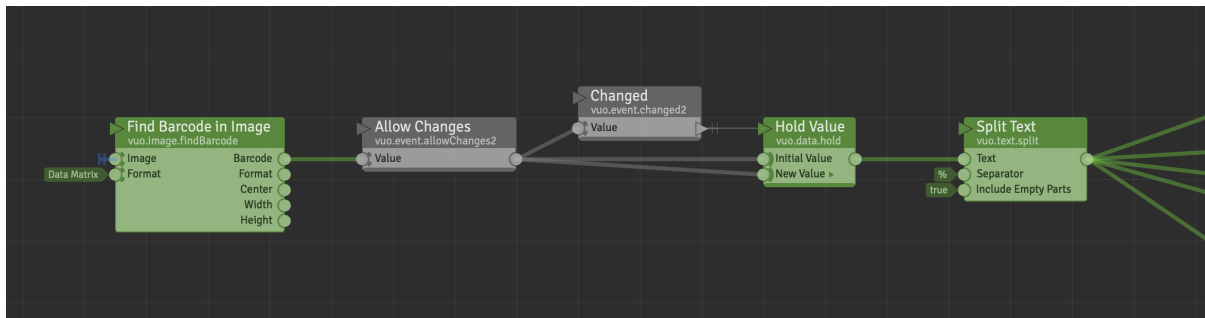 Find Barcode in Image
vuo.image.findBarcode
Image
Barcode
Data Matrix
Format
Format
Center
Width
Height
Allow Changes
vuo.event.allowChanges2
Value
Changed
vuo.event.changed2
Value
Hold Value
vuo.data.hold
Initial Value
New Value ▸
Split Text
vuo.text.split
Text
%
Separator
true
Include Empty Parts